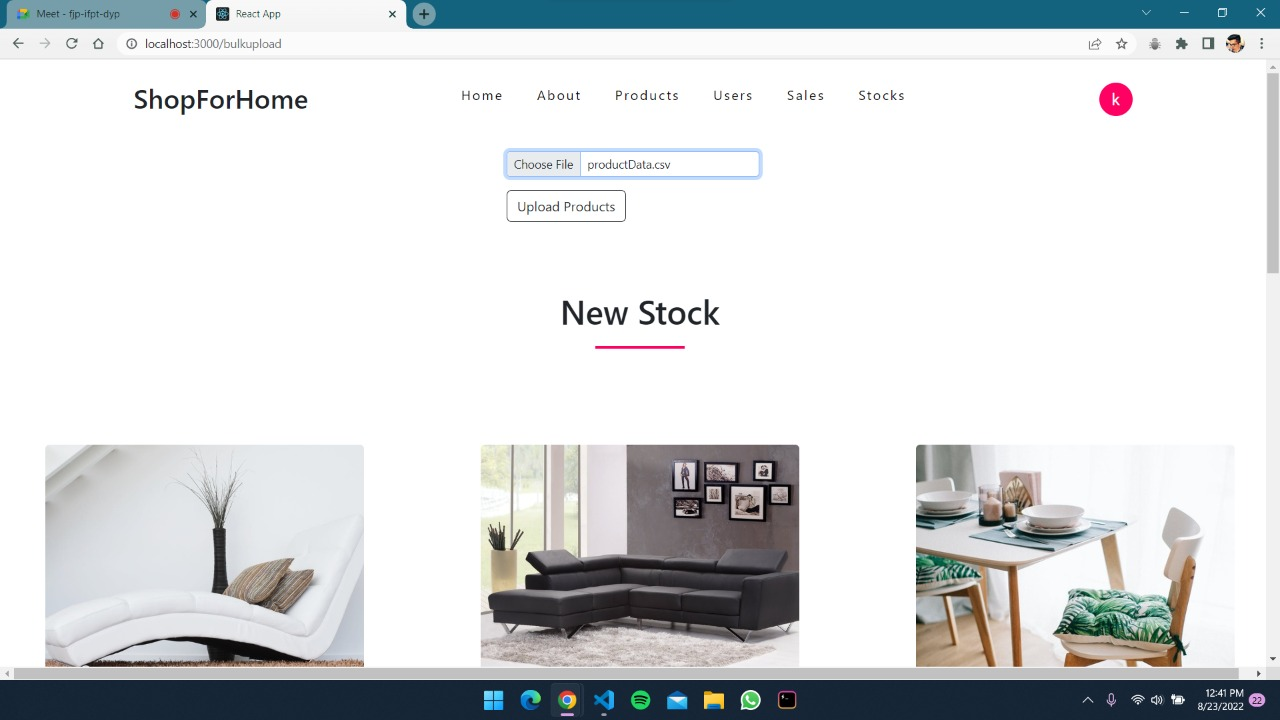 Meet - fjp-ifpt-dyp
React App
localhost:3000/bulkupload
ShopForHome
Home About Products Users Sales Stocks
k
Choose File productData.csv
Upload Products
New Stock
12:41 PM
8/23/2022
22